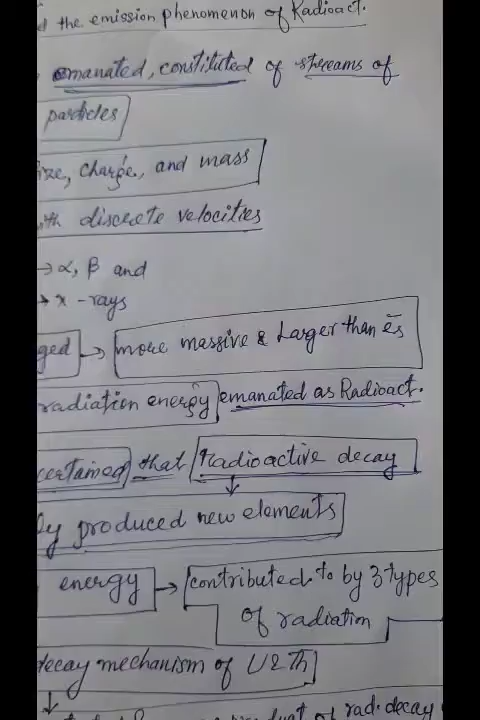 the emission phenomenon of Radioact.
emanated, constituted of streams of
particles
ize, charge, and mass
ith discrete velocities
→ α, β and
→ x - rays
ged → more massive & Larger than ēs
radiation energy emanated as Radioact.
certained that radioactive decay
↓
ly produced new elements
energy → contributed to by 3 types
of radiation
decay mechanism of U & Th
↓
of rad. decay